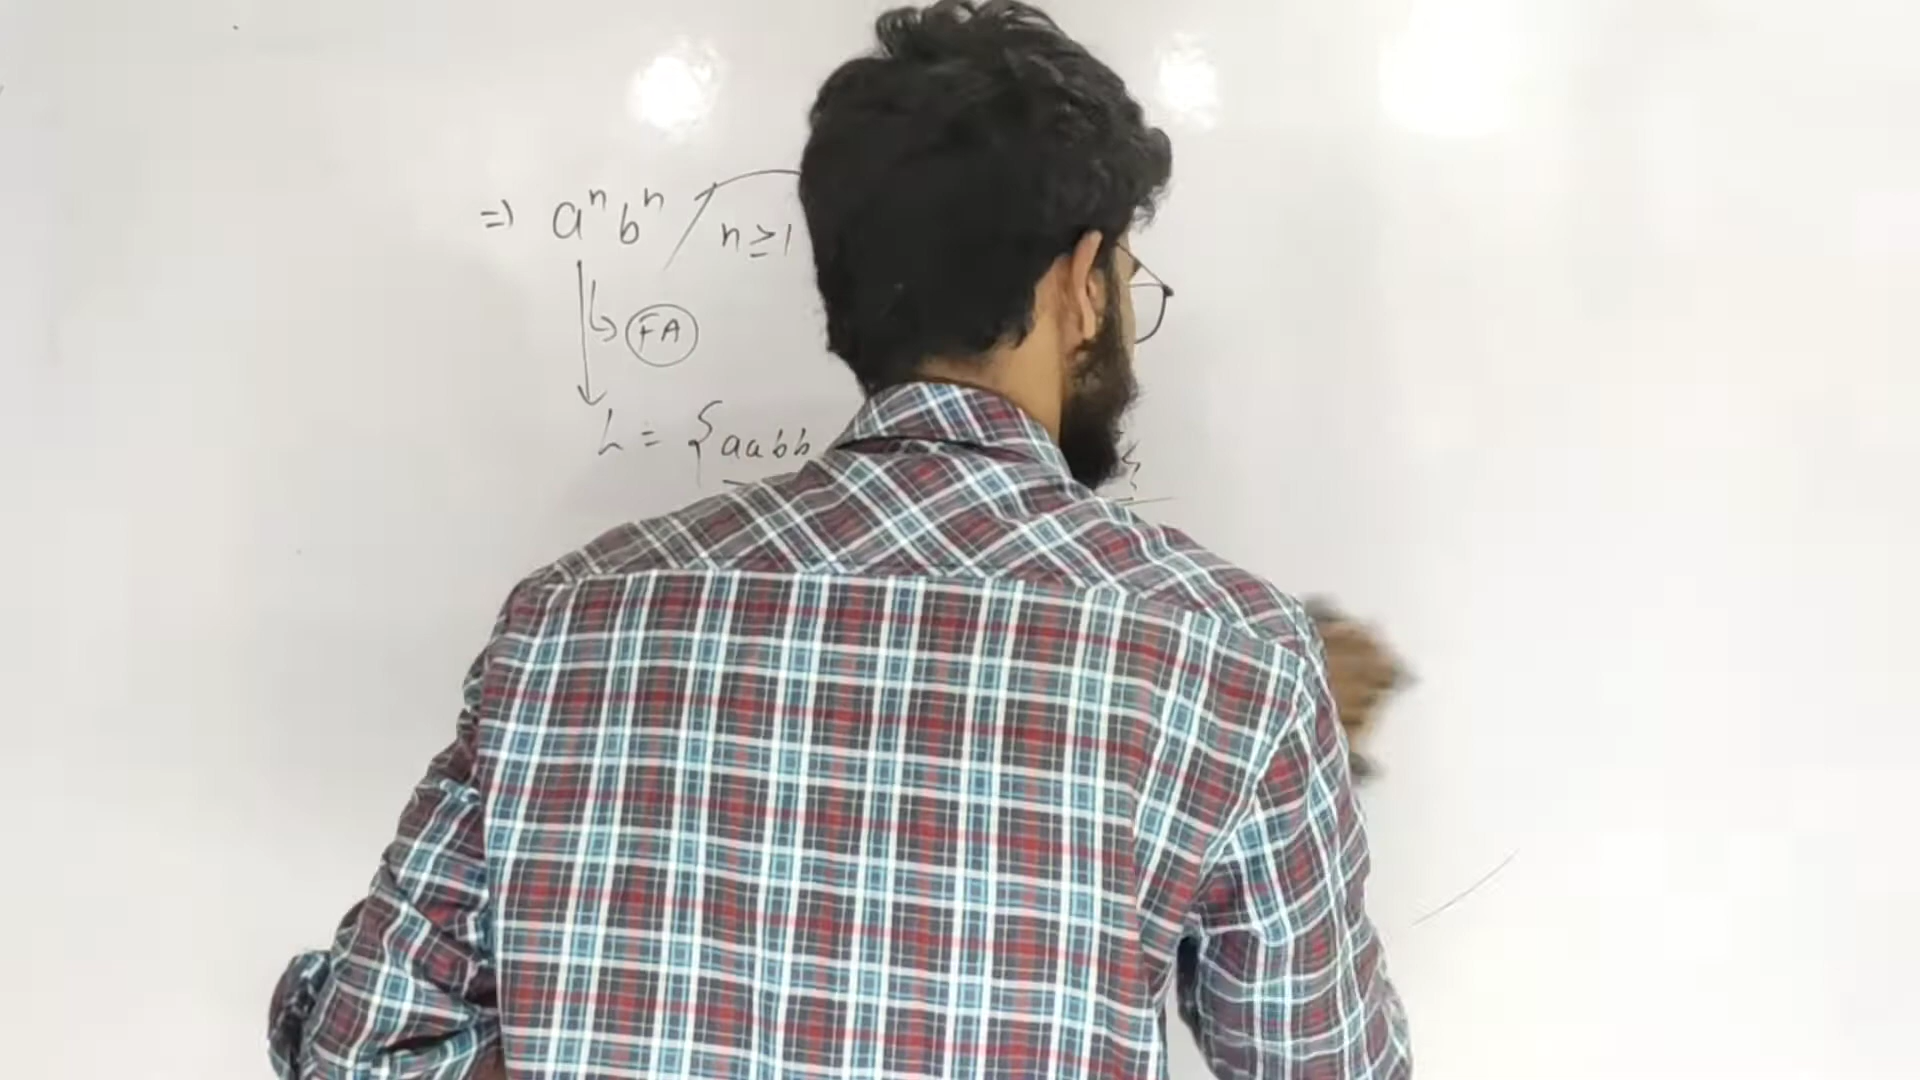 =) aⁿbⁿ / n≥1
FA
L = {aabb
}